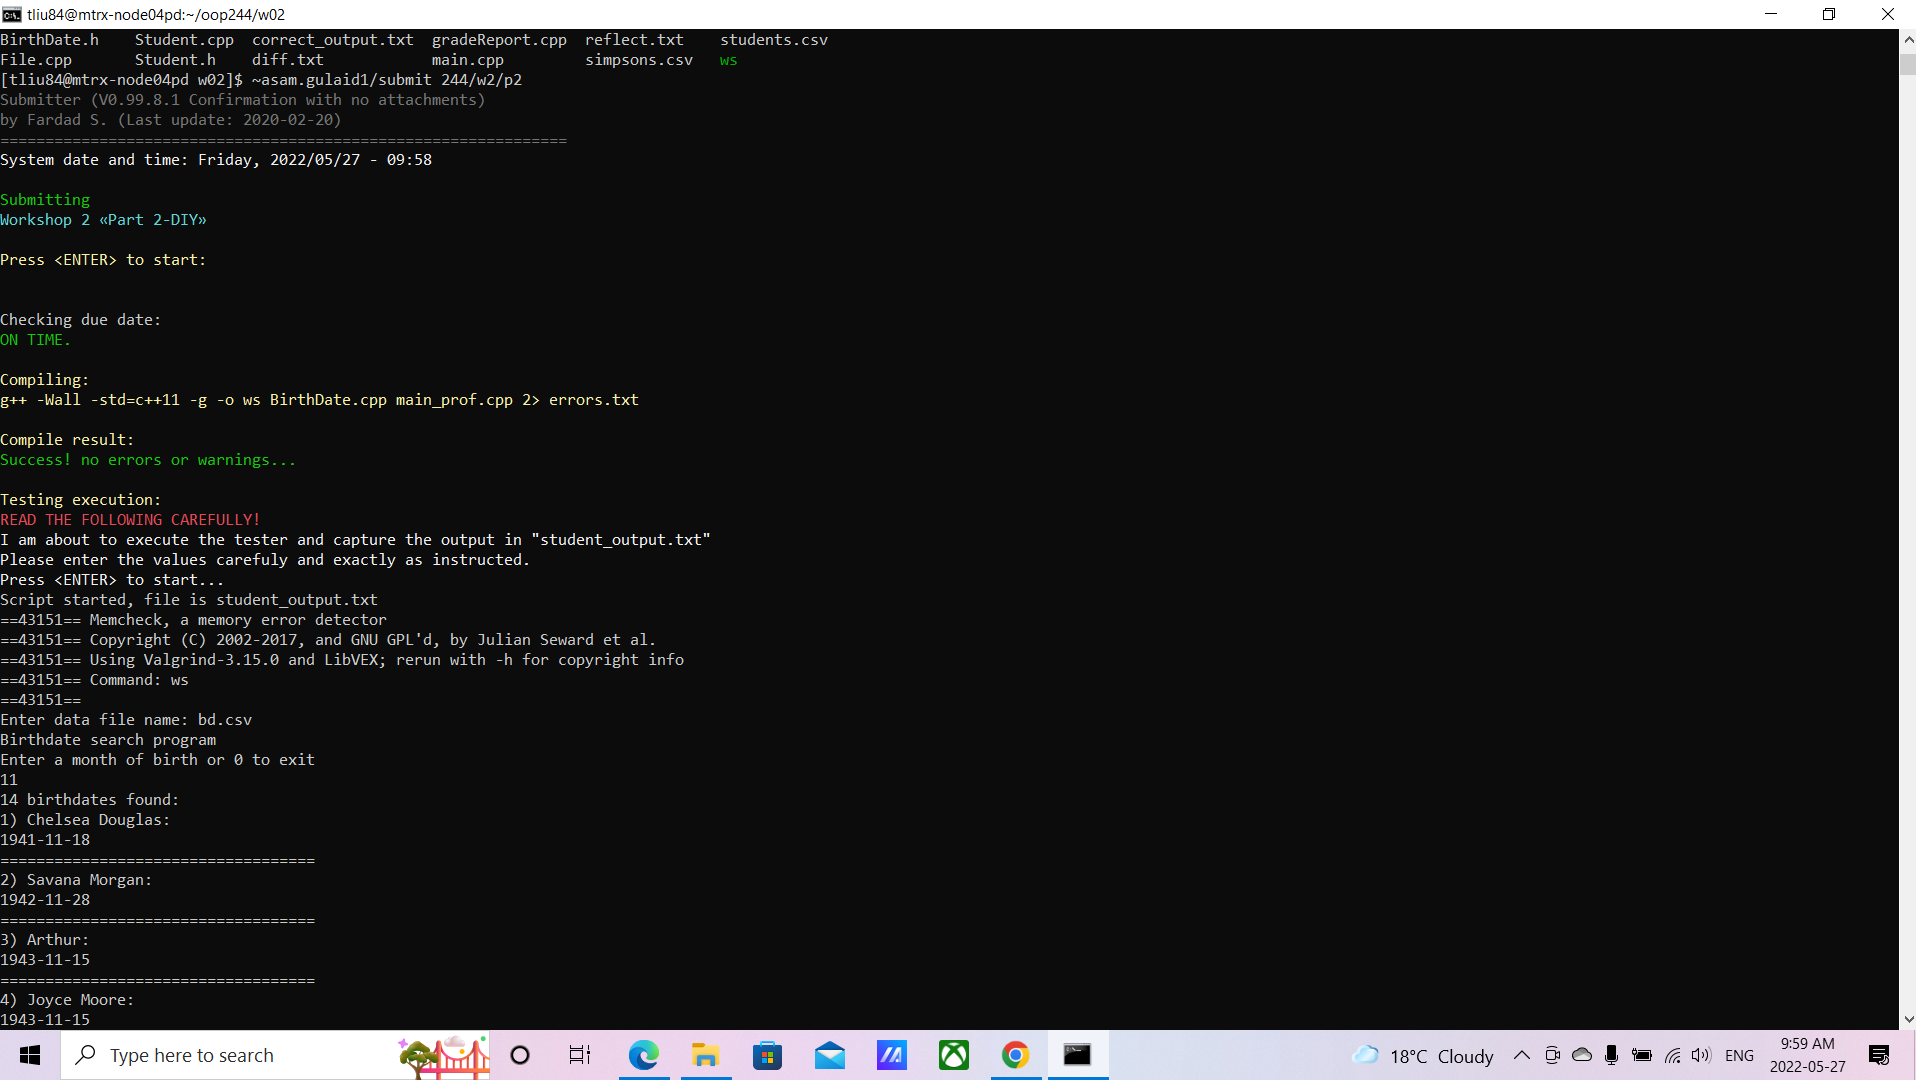 tliu84@mtrx-node04pd:~/oop244/w02
BirthDate.h    Student.cpp  correct_output.txt  gradeReport.cpp  reflect.txt    students.csv
File.cpp       Student.h    diff.txt            main.cpp         simpsons.csv   ws
[tliu84@mtrx-node04pd w02]$ ~asam.gulaid1/submit 244/w2/p2
Submitter (V0.99.8.1 Confirmation with no attachments)
by Fardad S. (Last update: 2020-02-20)
===============================================================
System date and time: Friday, 2022/05/27 - 09:58
Submitting
Workshop 2 «Part 2-DIY»
Press <ENTER> to start:
Checking due date:
ON TIME.
Compiling:
g++ -Wall -std=c++11 -g -o ws BirthDate.cpp main_prof.cpp 2> errors.txt
Compile result:
Success! no errors or warnings...
Testing execution:
READ THE FOLLOWING CAREFULLY!
I am about to execute the tester and capture the output in "student_output.txt"
Please enter the values carefuly and exactly as instructed.
Press <ENTER> to start...
Script started, file is student_output.txt
==43151== Memcheck, a memory error detector
==43151== Copyright (C) 2002-2017, and GNU GPL'd, by Julian Seward et al.
==43151== Using Valgrind-3.15.0 and LibVEX; rerun with -h for copyright info
==43151== Command: ws
==43151==
Enter data file name: bd.csv
Birthdate search program
Enter a month of birth or 0 to exit
11
14 birthdates found:
1) Chelsea Douglas:
1941-11-18
===================================
2) Savana Morgan:
1942-11-28
===================================
3) Arthur:
1943-11-15
===================================
4) Joyce Moore:
1943-11-15
Type here to search
18°C Cloudy
ENG
9:59 AM
2022-05-27